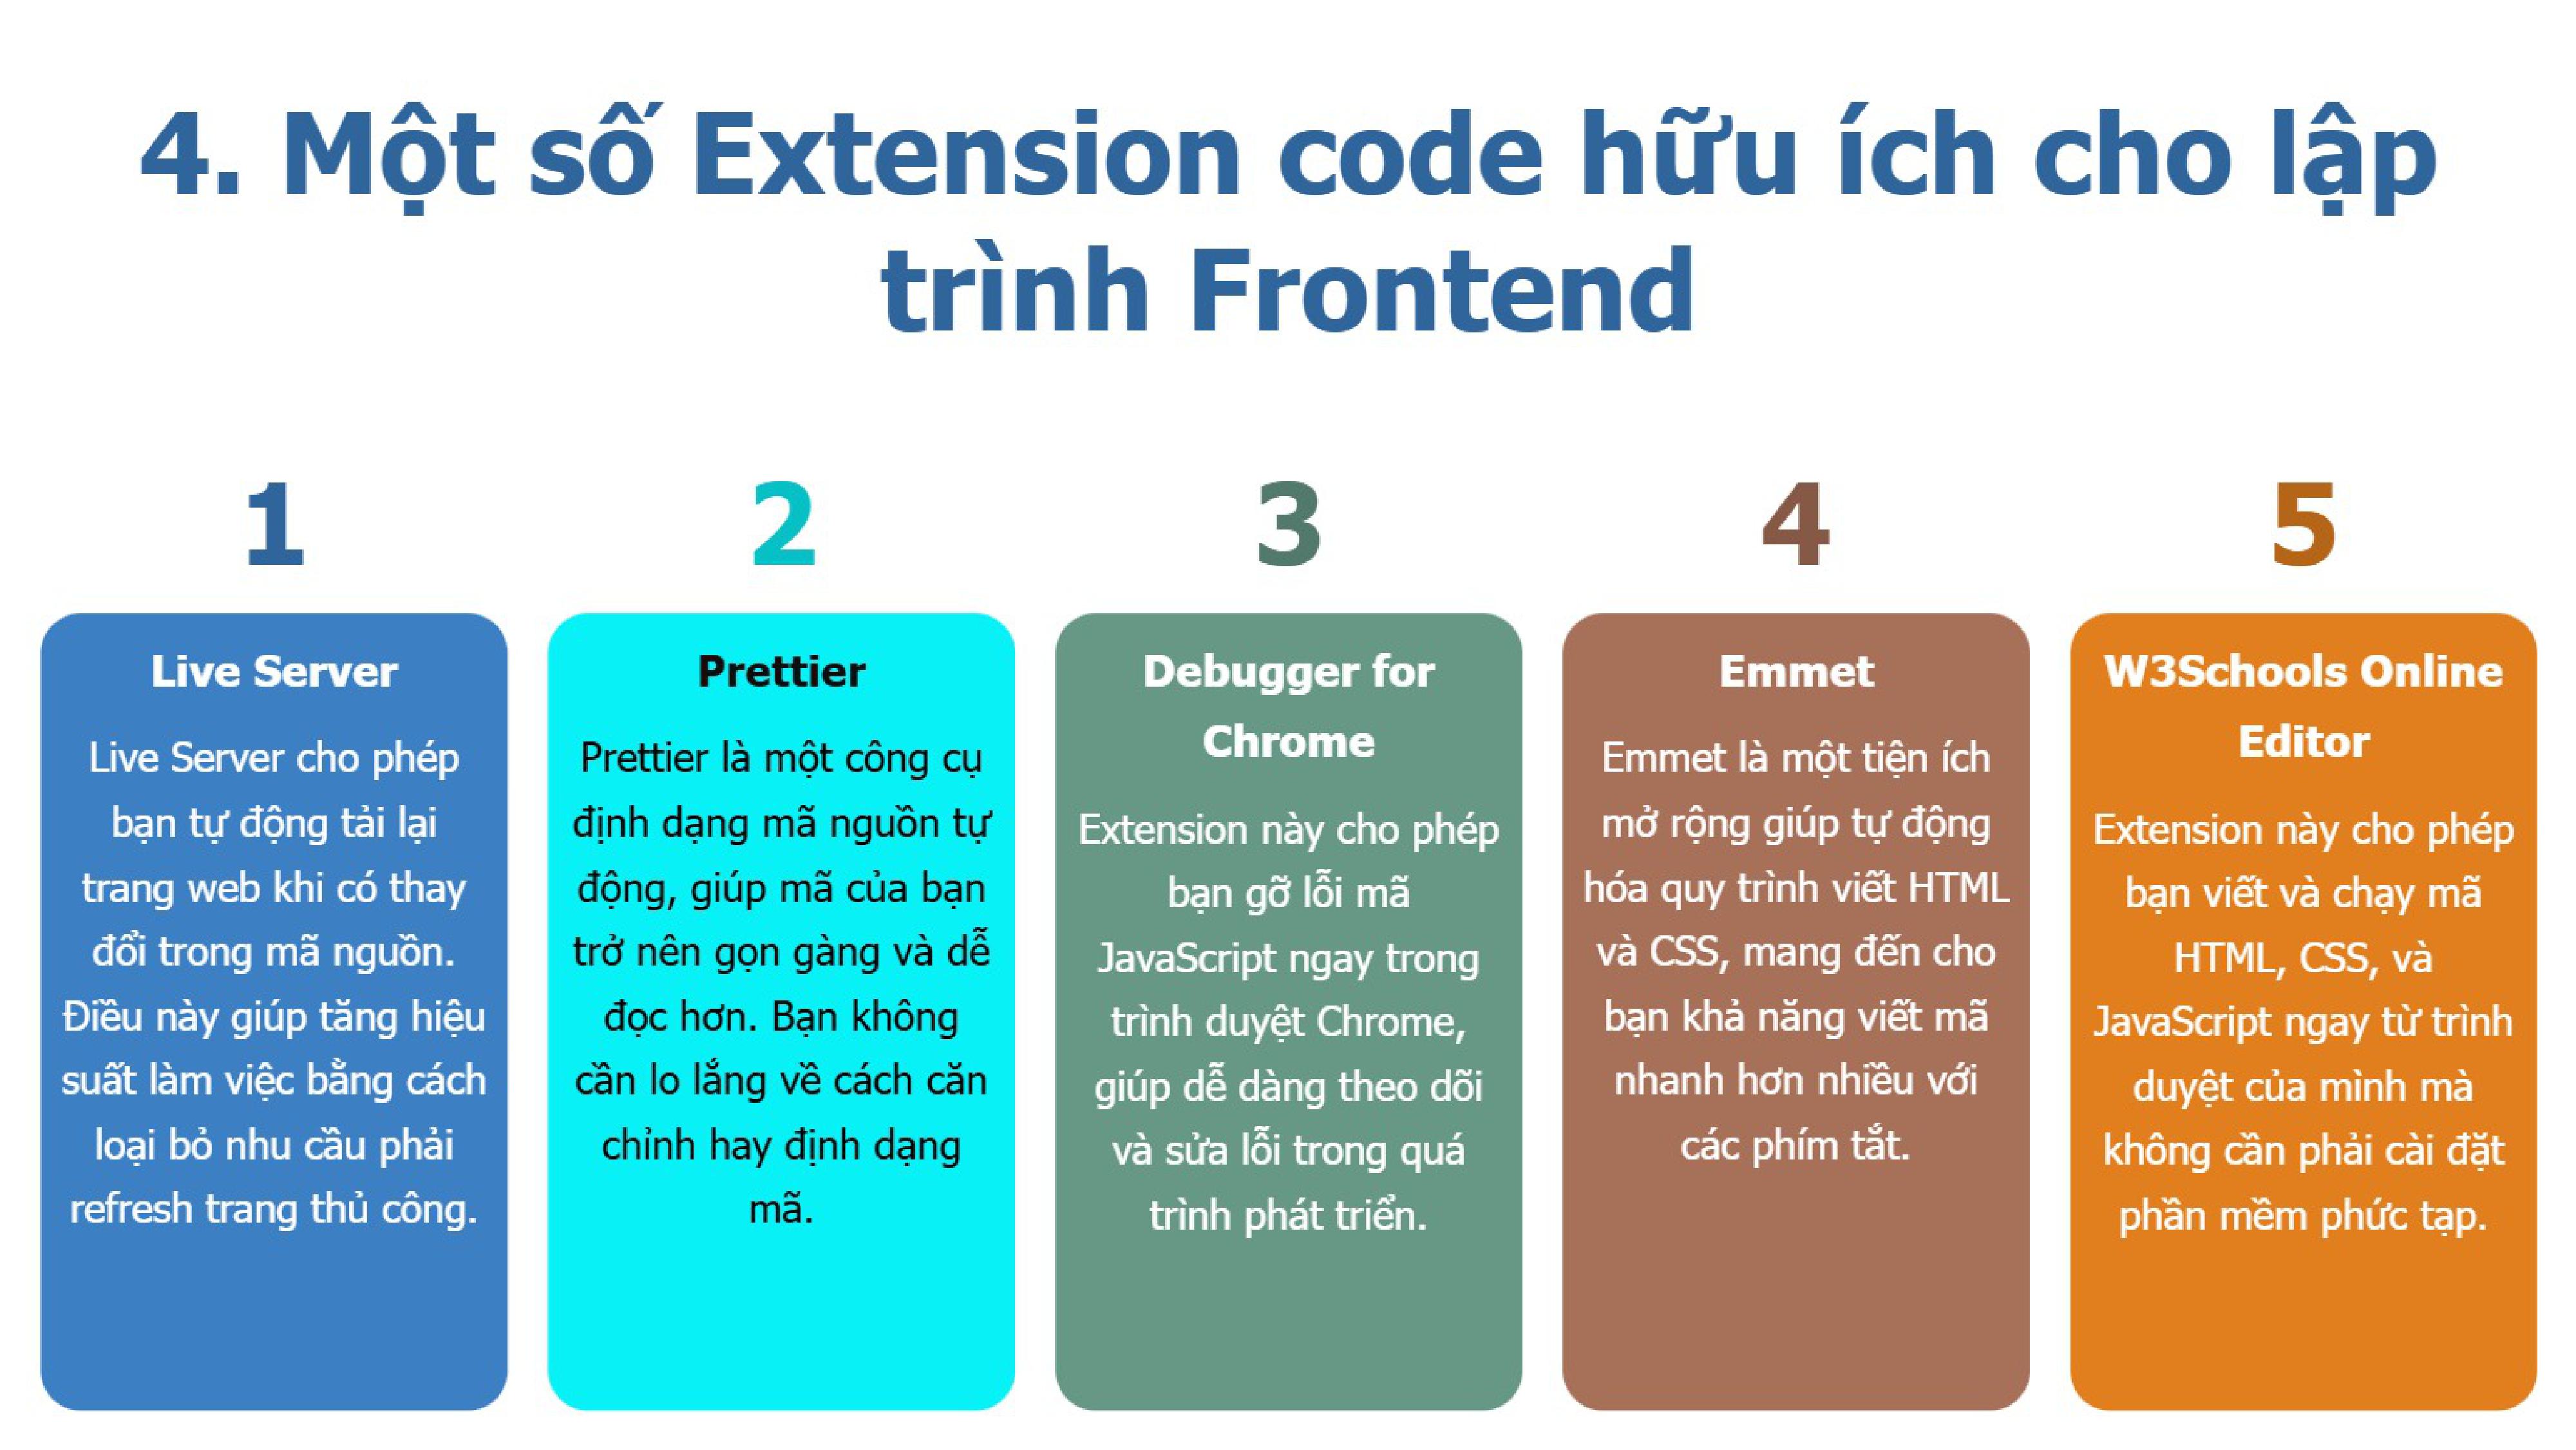 4. Một số Extension code hữu ích cho lập
trình Frontend
1
Live Server
Live Server cho phép
bạn tự động tải lại
trang web khi có thay
đổi trong mã nguồn.
Điều này giúp tăng hiệu
suất làm việc bằng cách
loại bỏ nhu cầu phải
refresh trang thủ công.
2
Prettier
Prettier là một công cụ
định dạng mã nguồn tự
động, giúp mã của bạn
trở nên gọn gàng và dễ
đọc hơn. Bạn không
cần lo lắng về cách căn
chỉnh hay định dạng
mã.
3
Debugger for
Chrome
Extension này cho phép
bạn gỡ lỗi mã
JavaScript ngay trong
trình duyệt Chrome,
giúp dễ dàng theo dõi
và sửa lỗi trong quá
trình phát triển.
4
Emmet
Emmet là một tiện ích
mở rộng giúp tự động
hóa quy trình viết HTML
và CSS, mang đến cho
bạn khả năng viết mã
nhanh hơn nhiều với
các phím tắt.
5
W3Schools Online
Editor
Extension này cho phép
bạn viết và chạy mã
HTML, CSS, và
JavaScript ngay từ trình
duyệt của mình mà
không cần phải cài đặt
phần mềm phức tạp.